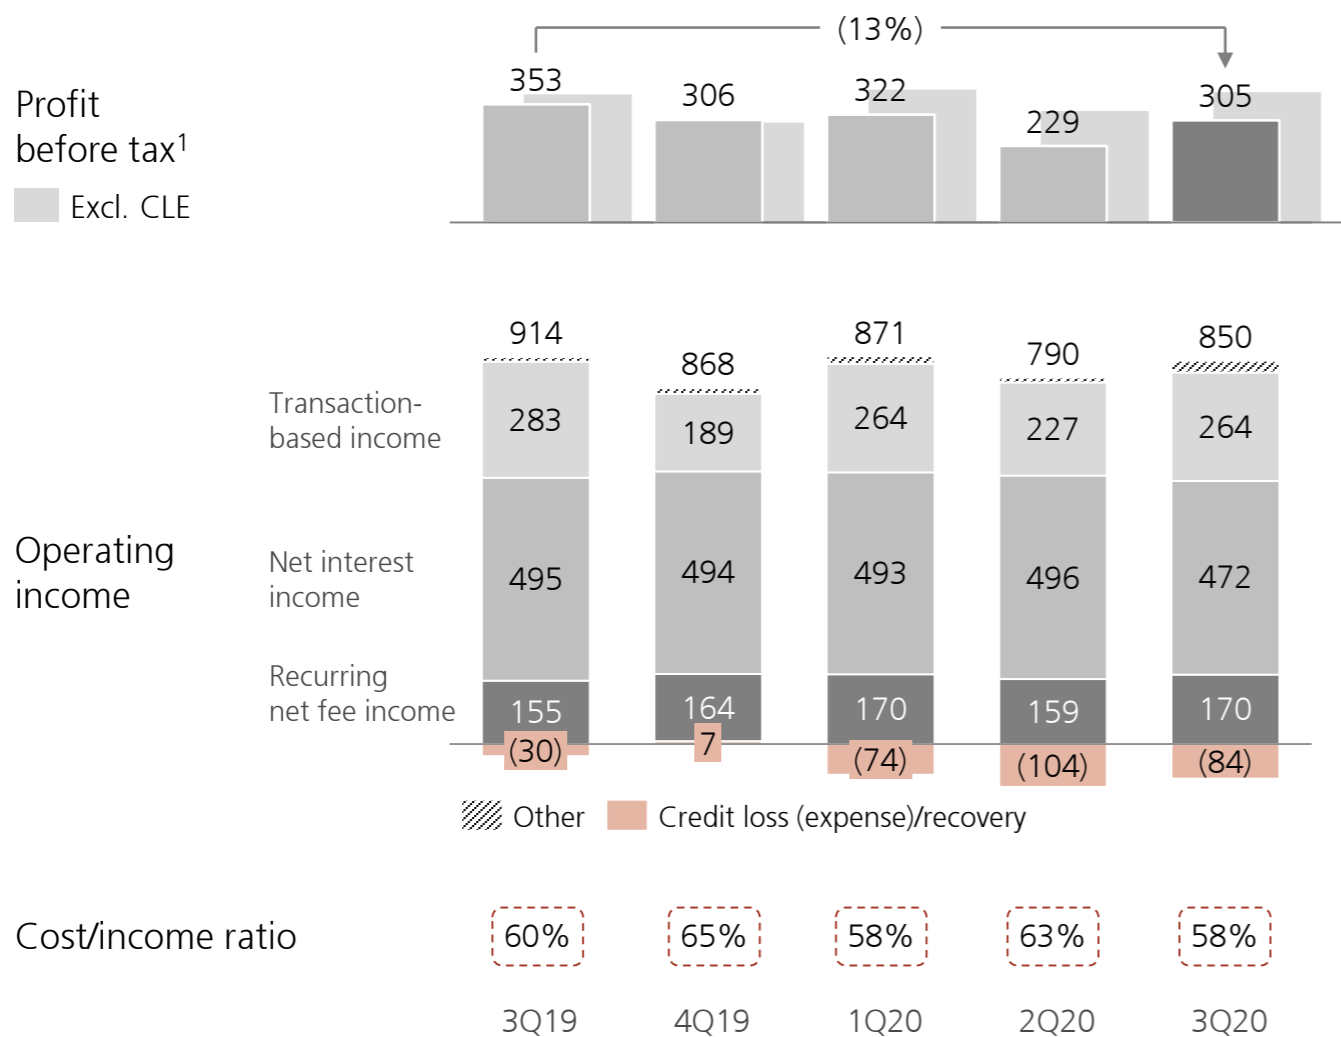 (13%)
Profit
before tax¹
353 306 322 229 305
Excl. CLE
914 868 871 790 850
Transaction-
based income
283 189 264 227 264
Operating
income
Net interest
income
495 494 493 496 472
Recurring
net fee income
155 164 170 159 170
(30) 7 (74) (104) (84)
Other Credit loss (expense)/recovery
Cost/income ratio 60% 65% 58% 63% 58%
3Q19 4Q19 1Q20 2Q20 3Q20